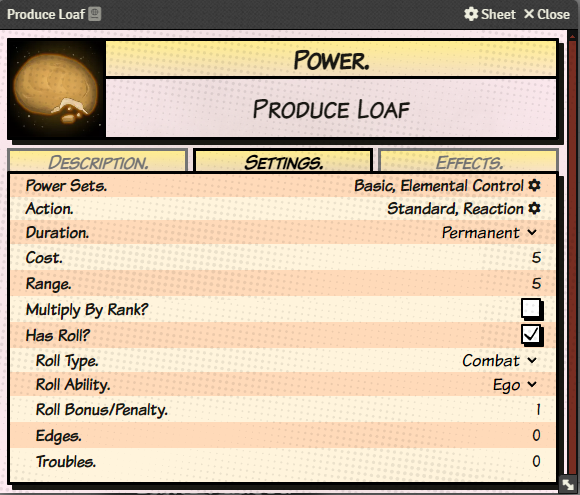 Produce Loaf Sheet Close
Power.
Produce Loaf
Description. Settings. Effects.
Power Sets. Basic, Elemental Control
Action. Standard, Reaction
Duration. Permanent
Cost. 5
Range. 5
Multiply By Rank?
Has Roll?
Roll Type. Combat
Roll Ability. Ego
Roll Bonus/Penalty. 1
Edges. 0
Troubles. 0